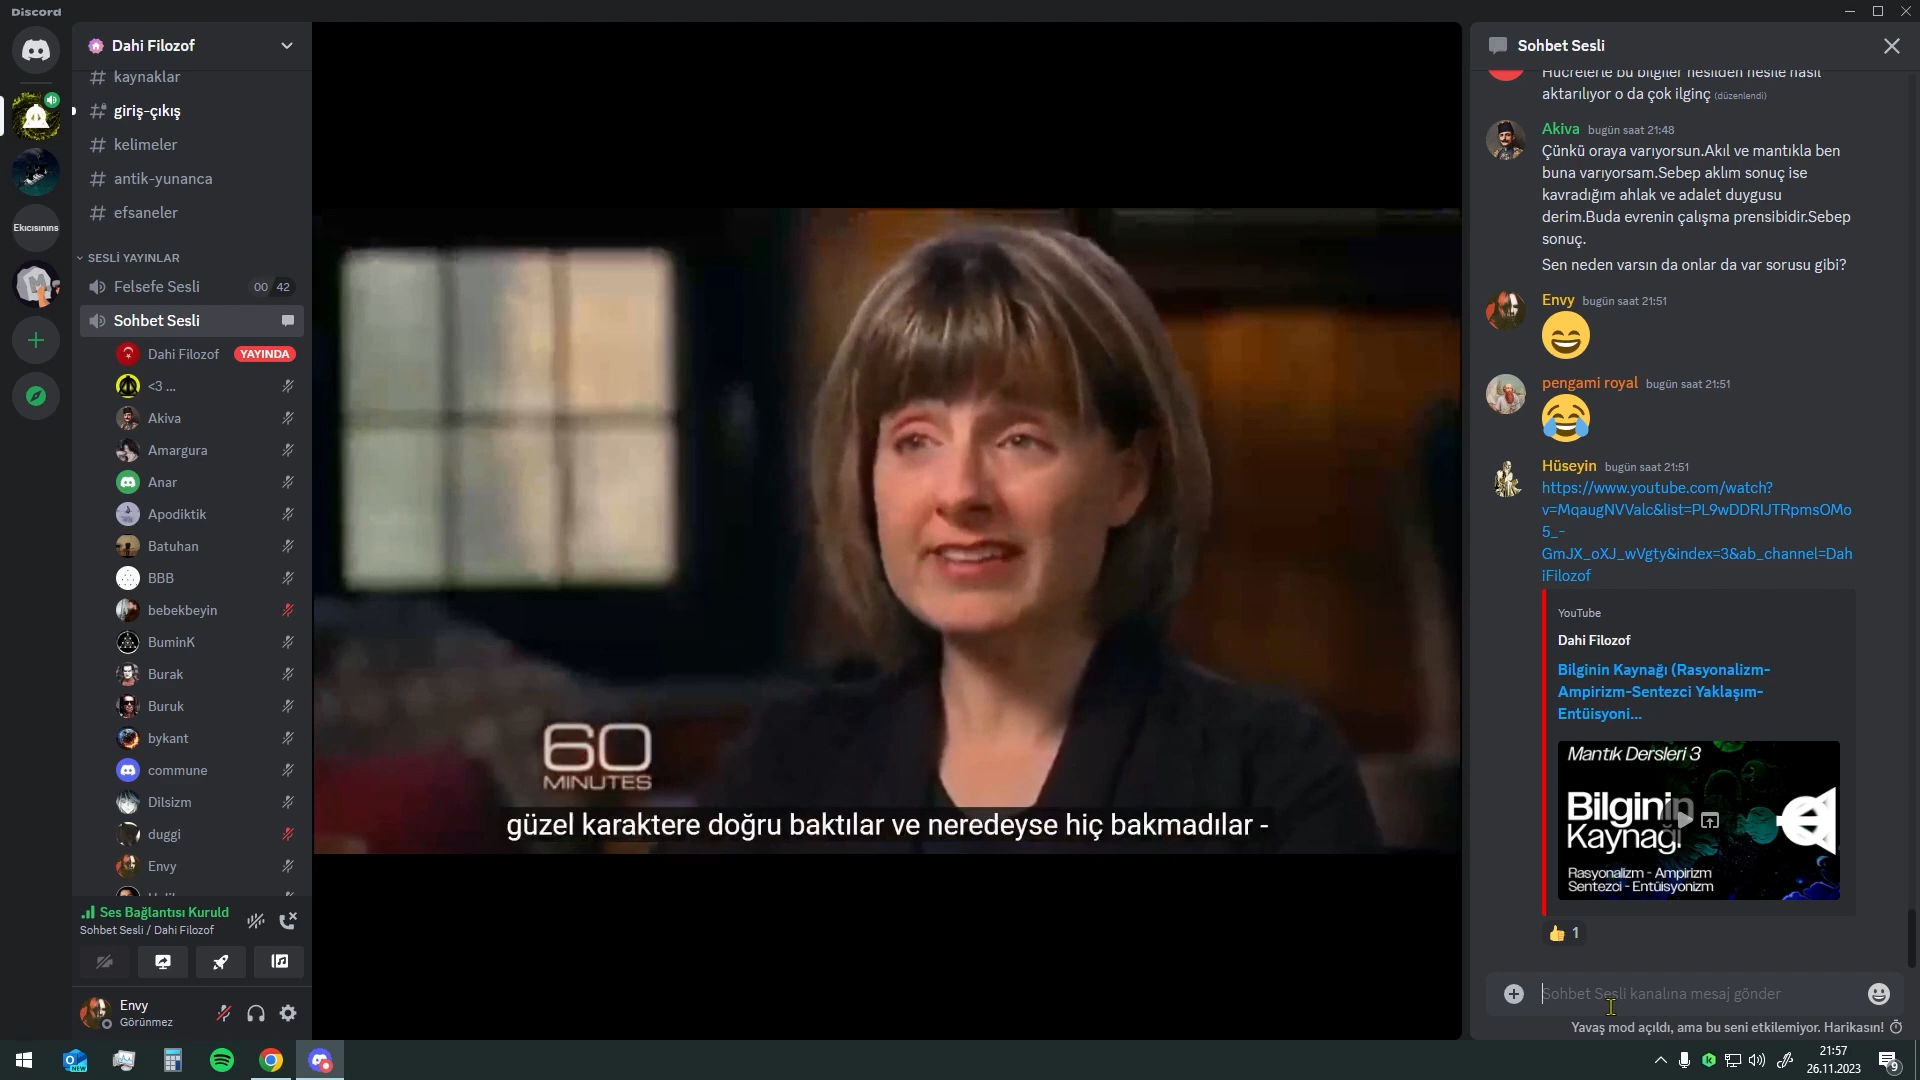 Discord
Dahi Filozof
kaynaklar
giriş-çıkış
kelimeler
antik-yunanca
efsaneler
Ekicisinins
SESLİ YAYINLAR
Felsefe Sesli 00 42
Sohbet Sesli
Dahi Filozof YAYINDA
<3 ...
Akiva
Amargura
Anar
Apodiktik
Batuhan
BBB
bebekbeyin
BuminK
Burak
Buruk
bykant
commune
Dilsizm
duggi
Envy
Ses Bağlantısı Kuruld
Sohbet Sesli / Dahi Filozof
Envy
Görünmez
60
MINUTES
güzel karaktere doğru baktılar ve neredeyse hiç bakmadılar -
Sohbet Sesli
Hücrelerle bu bilgiler nesilden nesile nasıl
aktarılıyor o da çok ilginç (düzenlendi)
Akiva bugün saat 21:48
Çünkü oraya varıyorsun.Akıl ve mantıkla ben
buna varıyorsam.Sebep aklım sonuç ise
kavradığım ahlak ve adalet duygusu
derim.Buda evrenin çalışma prensibidir.Sebep
sonuç.
Sen neden varsın da onlar da var sorusu gibi?
Envy bugün saat 21:51
pengami royal bugün saat 21:51
Hüseyin bugün saat 21:51
https://www.youtube.com/watch?
v=MqaugNVValc&list=PL9wDDRIJTRpmsOMo
5_-
GmJX_oXJ_wVgty&index=3&ab_channel=Dah
iFilozof
YouTube
Dahi Filozof
Bilginin Kaynağı (Rasyonalizm-
Ampirizm-Sentezci Yaklaşım-
Entüisyoni...
Mantık Dersleri 3
Bilginin
Kaynağı
Rasyonalizm - Ampirizm
Sentezci - Entüisyonizm
1
Sohbet Sesli kanalına mesaj gönder
Yavaş mod açıldı, ama bu seni etkilemiyor. Harikasın!
NEW
21:57
26.11.2023
9